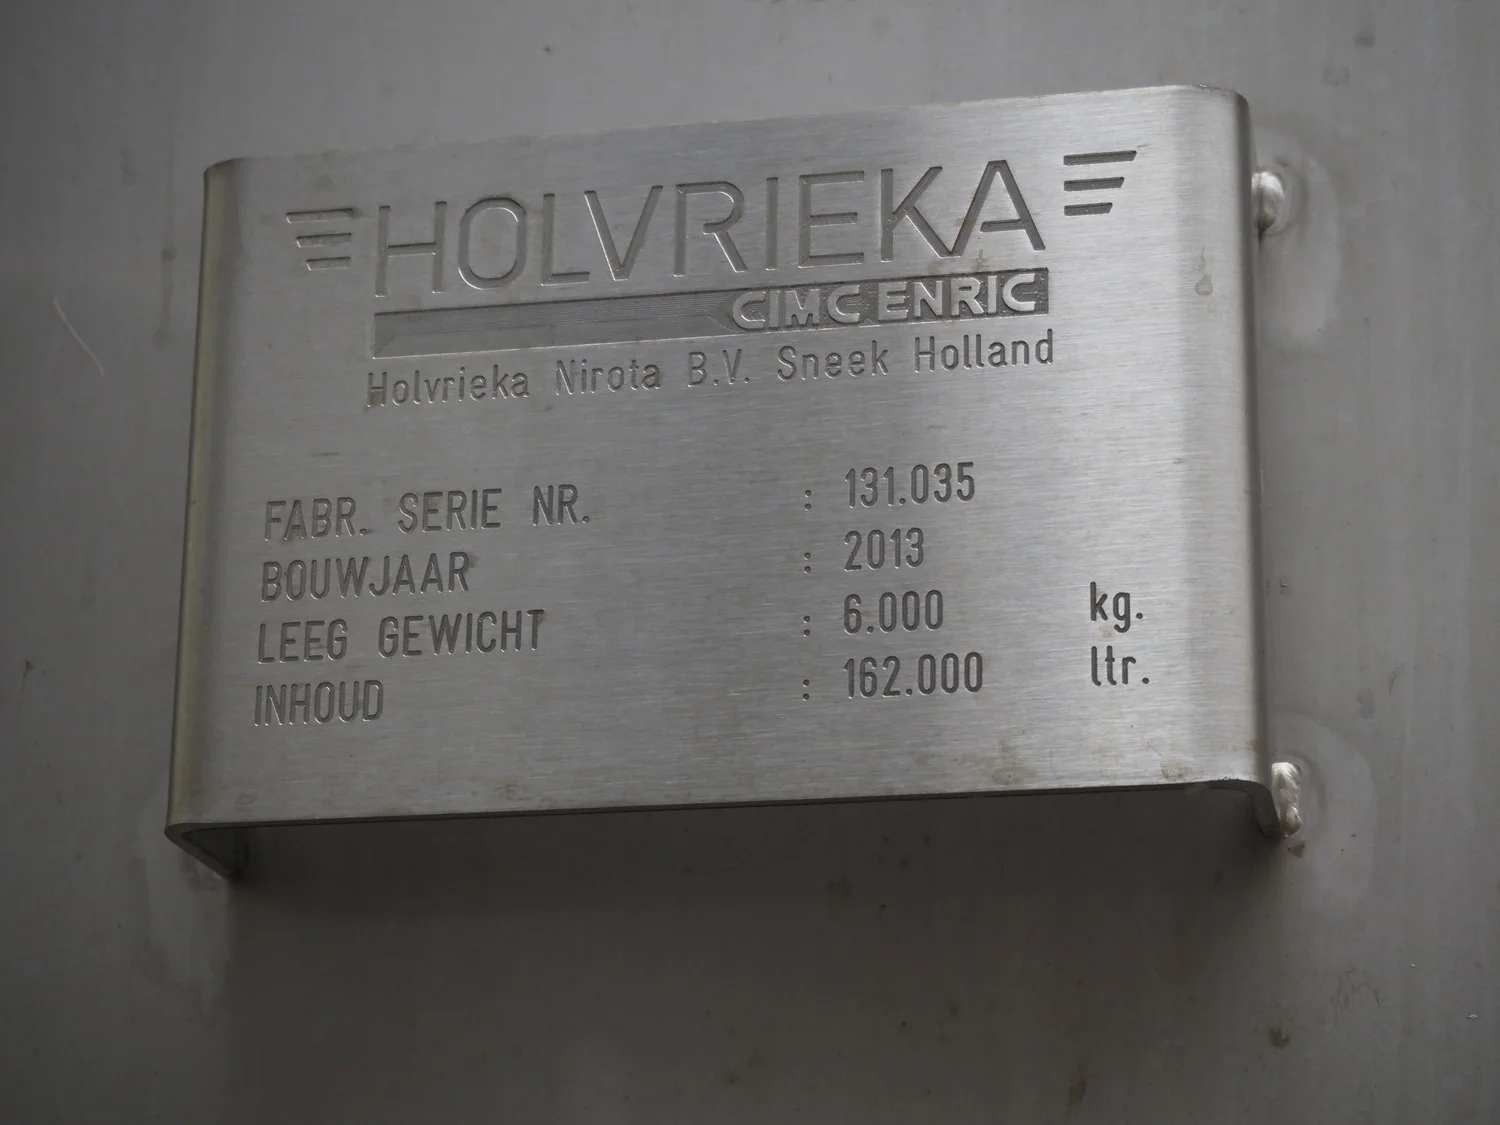 HOLVRIEKA
CIMC ENRIC
Holvrieka Nirota B.V. Sneek Holland
FABR. SERIE NR. : 131.035
BOUWJAAR : 2013
LEEG GEWICHT : 6.000 kg.
INHOUD : 162.000 ltr.